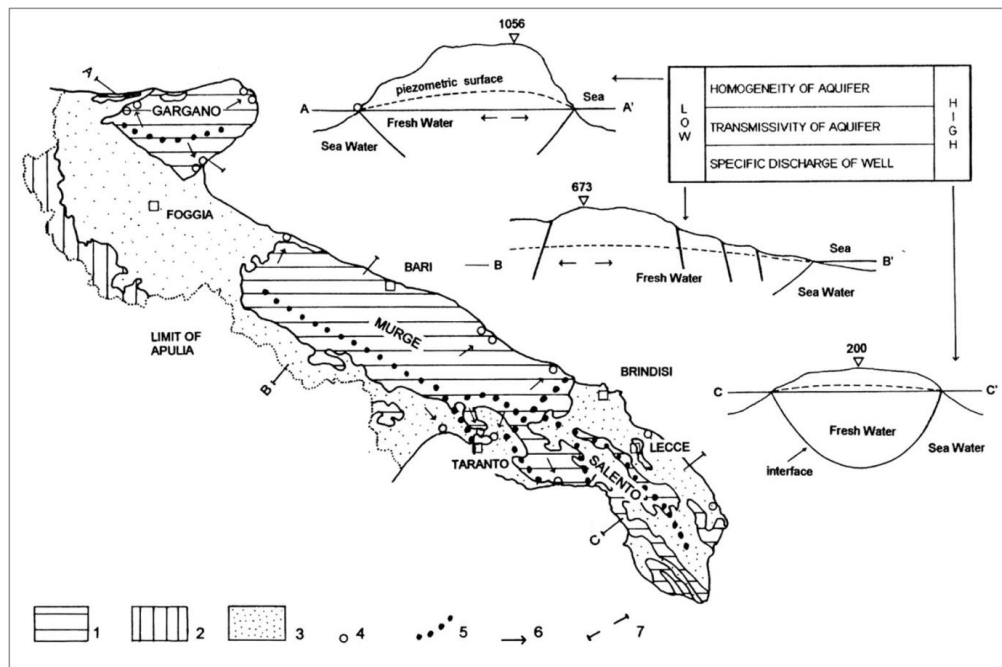 1056
A
GARGANO
piezometric surface
A
Sea
A'
Fresh Water
Sea Water
LOW
HOMOGENEITY OF AQUIFER
TRANSMISSIVITY OF AQUIFER
SPECIFIC DISCHARGE OF WELL
HIGH
673
FOGGIA
BARI
B
Sea
B'
Fresh Water
Sea Water
MURGE
LIMIT OF
APULIA
B
BRINDISI
200
C
C'
Fresh Water
Sea Water
interface
LECCE
TARANTO
SALENTO
C
1
2
3
4
5
6
7